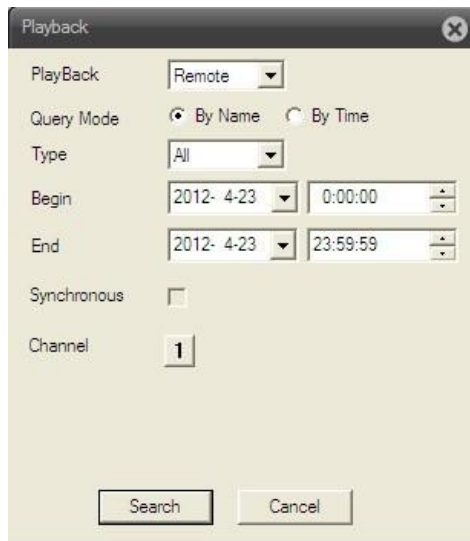 Playback
PlayBack Remote
Query Mode By Name By Time
Type All
Begin 2012- 4-23 0:00:00
End 2012- 4-23 23:59:59
Synchronous
Channel 1
Search Cancel